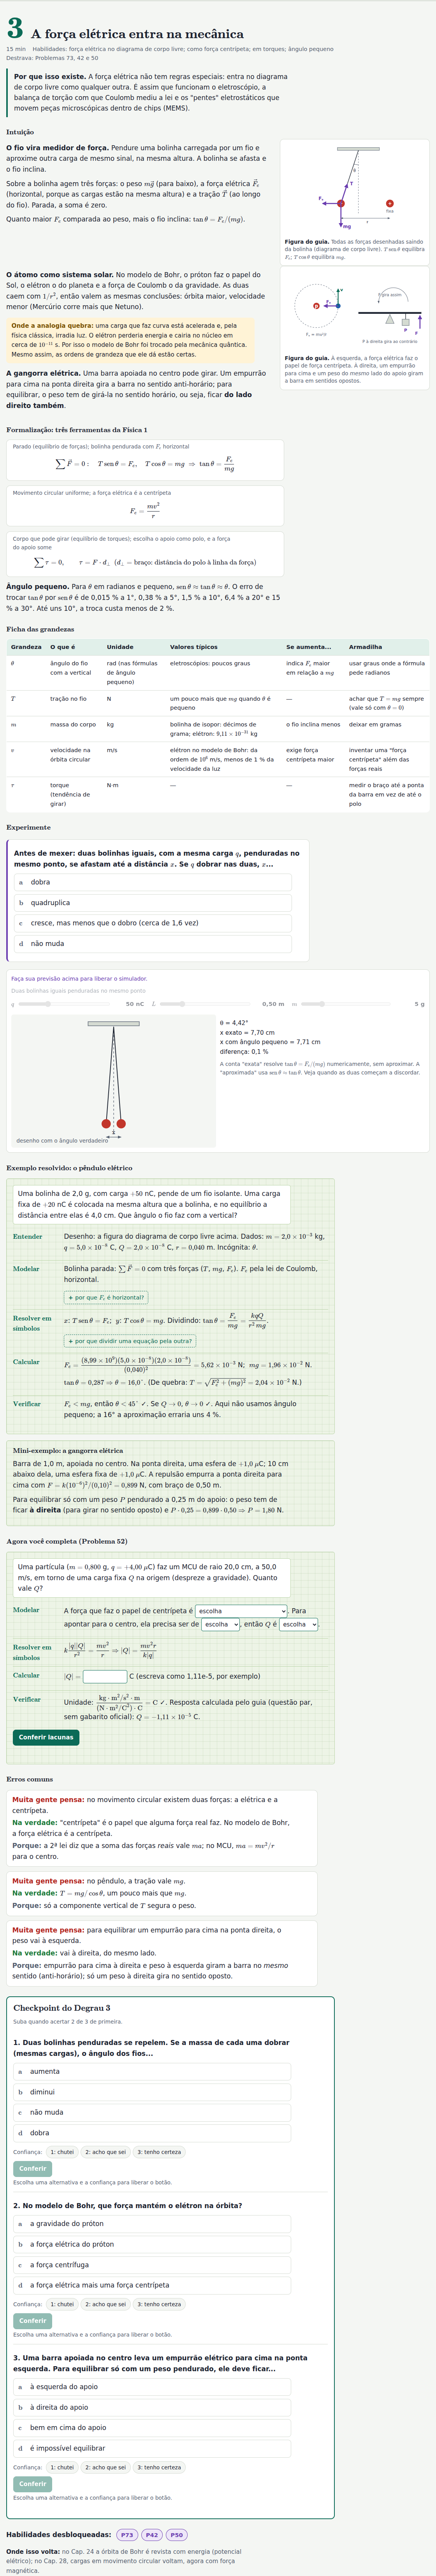 3 A força elétrica entra na mecânica
15 min Habilidades: força elétrica no diagrama de corpo livre; como força centrípeta; em torques; ângulo pequeno
Destrava: Problemas 73, 42 e 50
Por que isso existe. A força elétrica não tem regras especiais: entra no diagrama
de corpo livre como qualquer outra. É assim que funcionam o eletroscópio, a
balança de torção com que Coulomb mediu a lei e os "pentes" eletrostáticos que
movem peças microscópicas dentro de chips (MEMS).
Intuição
O fio vira medidor de força. Pendure uma bolinha carregada por um fio e
aproxime outra carga de mesmo sinal, na mesma altura. A bolinha se afasta e
o fio inclina.
Sobre a bolinha agem três forças: o peso mg⃗ (para baixo), a força elétrica F⃗e
(horizontal, porque as cargas estão na mesma altura) e a tração T⃗ (ao longo
do fio). Parada, a soma é zero.
Quanto maior Fe comparada ao peso, mais o fio inclina: tan θ = Fe/(mg).
θ
T
Fe
mg
fixa
r
Figura do guia. Todas as forças desenhadas saindo
da bolinha (diagrama de corpo livre). T sen θ equilibra
Fe; T cos θ equilibra mg.
O átomo como sistema solar. No modelo de Bohr, o próton faz o papel do
Sol, o elétron o do planeta e a força de Coulomb o da gravidade. As duas
caem com 1/r², então valem as mesmas conclusões: órbita maior, velocidade
menor (Mercúrio corre mais que Netuno).
Onde a analogia quebra: uma carga que faz curva está acelerada e, pela
física clássica, irradia luz. O elétron perderia energia e cairia no núcleo em
cerca de 10⁻¹¹ s. Por isso o modelo de Bohr foi trocado pela mecânica quântica.
Mesmo assim, as ordens de grandeza que ele dá estão certas.
A gangorra elétrica. Uma barra apoiada no centro pode girar. Um empurrão
para cima na ponta direita gira a barra no sentido anti-horário; para
equilibrar, o peso tem de girá-la no sentido horário, ou seja, ficar do lado
direito também.
p
v
Fe
Fe = mv²/r
F gira assim
P
F
P à direita gira ao contrário
Figura do guia. À esquerda, a força elétrica faz o
papel de força centrípeta. À direita, um empurrão
para cima e um peso do mesmo lado do apoio giram
a barra em sentidos opostos.
Formalização: três ferramentas da Física 1
Parado (equilíbrio de forças); bolinha pendurada com Fe horizontal
∑ F⃗ = 0 : T sen θ = Fe, T cos θ = mg ⇒ tan θ = Fe/mg
Movimento circular uniforme, a força elétrica é a centrípeta
Fe = mv²/r
Corpo que pode girar (equilíbrio de torques); escolha o apoio como polo, e a força
do apoio some
∑ τ = 0, τ = F · d⊥ (d⊥ = braço: distância do polo à linha da força)
Ângulo pequeno. Para θ em radianos e pequeno, sen θ ≈ tan θ ≈ θ. O erro de
trocar tan θ por sen θ é de 0,015 % a 1°, 0,38 % a 5°, 1,5 % a 10°, 6,4 % a 20° e 15
% a 30°. Até uns 10°, a troca custa menos de 2 %.
Ficha das grandezas
Grandeza O que é Unidade Valores típicos Se aumenta... Armadilha
θ ângulo do fio com a vertical rad (nas fórmulas de ângulo pequeno) eletroscópios: poucos graus indica Fe maior em relação a mg usar graus onde a fórmula pede radianos
T tração no fio N um pouco mais que mg quando θ é pequeno — achar que T = mg sempre (vale só com θ = 0)
m massa do corpo kg bolinha de isopor: décimos de grama; elétron: 9,11 × 10⁻³¹ kg o fio inclina menos deixar em gramas
v velocidade na órbita circular m/s elétron no modelo de Bohr: da ordem de 10⁶ m/s, menos de 1 % da velocidade da luz exige força centrípeta maior inventar uma "força centrípeta" além das forças reais
τ torque (tendência de girar) N·m — — medir o braço até a ponta da barra em vez de até o polo
Experimente
Antes de mexer: duas bolinhas iguais, com a mesma carga q, penduradas no
mesmo ponto, se afastam até a distância x. Se q dobrar nas duas, x...
a dobra
b quadruplica
c cresce, mas menos que o dobro (cerca de 1,6 vez)
d não muda
Faça sua previsão acima para liberar o simulador.
Duas bolinhas iguais penduradas no mesmo ponto
q 50 nC L 0,50 m m 5 g
x
desenho com o ângulo verdadeiro
θ = 4,42°
x exato = 7,70 cm
x com ângulo pequeno = 7,71 cm
diferença: 0,1 %
A conta "exata" resolve tan θ = Fe/(mg) numericamente, sem aproximar. A
"aproximada" usa sen θ ≈ tan θ. Veja quando as duas começam a discordar.
Exemplo resolvido: o pêndulo elétrico
Uma bolinha de 2,0 g, com carga +50 nC, pende de um fio isolante. Uma carga
fixa de +20 nC é colocada na mesma altura que a bolinha, e no equilíbrio a
distância entre elas é 4,0 cm. Que ângulo o fio faz com a vertical?
Entender
Desenho: a figura do diagrama de corpo livre acima. Dados: m = 2,0 × 10⁻³ kg,
q = 5,0 × 10⁻⁸ C, Q = 2,0 × 10⁻⁸ C, r = 0,040 m. Incógnita: θ.
Modelar
Bolinha parada: ∑ F⃗ = 0 com três forças (T, mg, Fe). Fe pela lei de Coulomb,
horizontal.
+ por que Fe é horizontal?
Resolver em símbolos
x: T sen θ = Fe; y: T cos θ = mg. Dividindo: tan θ = Fe/mg = kqQ/r² mg.
+ por que dividir uma equação pela outra?
Calcular
Fe = (8,99 × 10⁹)(5,0 × 10⁻⁸)(2,0 × 10⁻⁸)/(0,040)² = 5,62 × 10⁻³ N; mg = 1,96 × 10⁻² N.
tan θ = 0,287 ⇒ θ = 16,0°. (De quebra: T = √(Fe² + (mg)²) = 2,04 × 10⁻² N.)
Verificar
Fe < mg, então θ < 45° ✓. Se Q → 0, θ → 0 ✓. Aqui não usamos ângulo
pequeno; a 16° a aproximação erraria uns 4 %.
Mini-exemplo: a gangorra elétrica
Barra de 1,0 m, apoiada no centro. Na ponta direita, uma esfera de +1,0 μC; 10 cm
abaixo dela, uma esfera fixa de +1,0 μC. A repulsão empurra a ponta direita para
cima com F = k(10⁻⁶)²/(0,10)² = 0,899 N, com braço de 0,50 m.
Para equilibrar só com um peso P pendurado a 0,25 m do apoio: o peso tem de
ficar à direita (para girar no sentido oposto) e P · 0,25 = 0,899 · 0,50 ⇒ P = 1,80 N.
Agora você completa (Problema 52)
Uma partícula (m = 0,800 g, q = +4,00 μC) faz um MCU de raio 20,0 cm, a 50,0
m/s, em torno de uma carga fixa Q na origem (despreze a gravidade). Quanto
vale Q?
Modelar
A força que faz o papel de centrípeta é escolha. Para
apontar para o centro, ela precisa ser de escolha, então Q é escolha.
Resolver em símbolos
k|q||Q|/r² = mv²/r ⇒ |Q| = mv²r/k|q|
Calcular
|Q| = C (escreva como 1,11e-5, por exemplo)
Verificar
Unidade: kg · m²/s² · m/(N · m²/C²) · C = C ✓. Resposta calculada pelo guia (questão par,
sem gabarito oficial): Q = −1,11 × 10⁻⁵ C.
Conferir lacunas
Erros comuns
Muita gente pensa: no movimento circular existem duas forças: a elétrica e a
centrípeta.
Na verdade: "centrípeta" é o papel que alguma força real faz. No modelo de Bohr,
a força elétrica é a centrípeta.
Porque: a 2ª lei diz que a soma das forças reais vale ma; no MCU, ma = mv²/r
para o centro.
Muita gente pensa: no pêndulo, a tração vale mg.
Na verdade: T = mg/ cos θ, um pouco mais que mg.
Porque: só a componente vertical de T segura o peso.
Muita gente pensa: para equilibrar um empurrão para cima na ponta direita, o
peso vai à esquerda.
Na verdade: vai à direita, do mesmo lado.
Porque: empurrão para cima à direita e peso à esquerda giram a barra no mesmo
sentido (anti-horário); só um peso à direita gira no sentido oposto.
Checkpoint do Degrau 3
Suba quando acertar 2 de 3 de primeira.
1. Duas bolinhas penduradas se repelem. Se a massa de cada uma dobrar
(mesmas cargas), o ângulo dos fios...
a aumenta
b diminui
c não muda
d dobra
Confiança: 1: chutei 2: acho que sei 3: tenho certeza
Conferir
Escolha uma alternativa e a confiança para liberar o botão.
2. No modelo de Bohr, que força mantém o elétron na órbita?
a a gravidade do próton
b a força elétrica do próton
c a força centrífuga
d a força elétrica mais uma força centrípeta
Confiança: 1: chutei 2: acho que sei 3: tenho certeza
Conferir
Escolha uma alternativa e a confiança para liberar o botão.
3. Uma barra apoiada no centro leva um empurrão elétrico para cima na ponta
esquerda. Para equilibrar só com um peso pendurado, ele deve ficar...
a à esquerda do apoio
b à direita do apoio
c bem em cima do apoio
d é impossível equilibrar
Confiança: 1: chutei 2: acho que sei 3: tenho certeza
Conferir
Escolha uma alternativa e a confiança para liberar o botão.
Habilidades desbloqueadas: P73 P42 P50
Onde isso volta: no Cap. 24 a órbita de Bohr é revista com energia (potencial
elétrico); no Cap. 28, cargas em movimento circular voltam, agora com força
magnética.